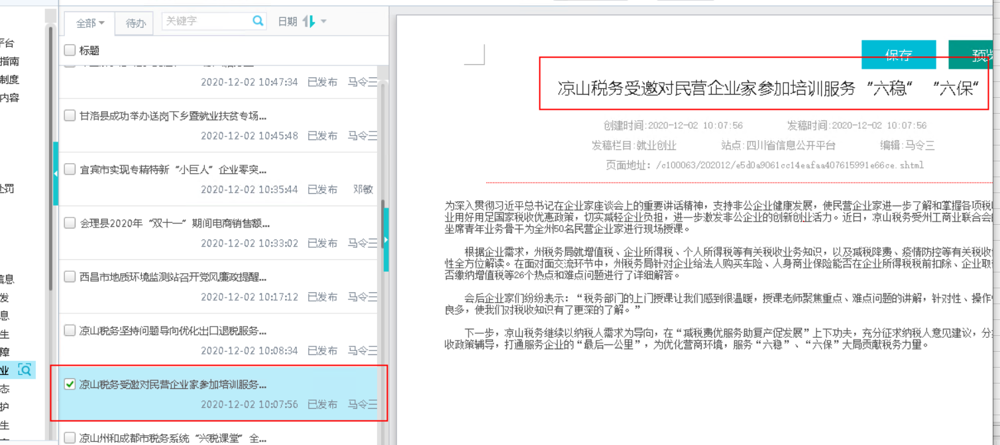 平台
指南
制度
内容
处罚
信息
发
息
生
障
业
态
护
生
全部
待办
关键字
日期
标题
2020-12-02 10:47:34 已发布 马令三
甘洛县成功举办送岗下乡暨就业扶贫专场...
2020-12-02 10:45:48 已发布 马令三
宜宾市实现专精特新“小巨人”企业零突...
2020-12-02 10:35:44 已发布 邓敏
会理县2020年“双十一”期间电商销售额...
2020-12-02 10:33:02 已发布 马令三
西昌市地质环境监测站召开党风廉政提醒...
2020-12-02 10:17:12 已发布 马令三
凉山税务坚持问题导向优化出口退税服务...
2020-12-02 10:08:34 已发布 马令三
凉山税务受邀对民营企业家参加培训服务...
2020-12-02 10:07:56 已发布 马令三
凉山州和成都市税务系统“兴税课堂”全...
保存
预览
凉山税务受邀对民营企业家参加培训服务“六稳” “六保”
创建时间:2020-12-02 10:07:56 发稿时间:2020-12-02 10:07:56
发稿栏目:就业创业 站点:四川省信息公开平台 编辑:马令三
页面地址: /c100063/202012/e5d0a9061cc14eafaa407615991e66ce.shtml
为深入贯彻习近平总书记在企业家座谈会上的重要讲话精神，支持非公企业健康发展，使民营企业家进一步了解和掌握各项税
业用好用足国家税收优惠政策，切实减轻企业负担，进一步激发非公企业的创新创业活力。近日，凉山税务受州工商业联合会
坐席青年业务骨干为全州50名民营企业家进行现场授课。
根据企业需求，州税务局就增值税、企业所得税、个人所得税等有关税收业务知识，以及减税降费、疫情防控等有关税收
性全方位解读。在面对面交流环节中，州税务局针对企业给法人购买车险、人身商业保险能否在企业所得税税前扣除、企业取
否缴纳增值税等26个热点和难点问题进行了详细解答。
会后企业家们纷纷表示：“税务部门的上门授课让我们感到很温暖，授课老师聚焦重点、难点问题的讲解，针对性、操作
良多，使我们对税收知识有了更深的了解。”
下一步，凉山税务继续以纳税人需求为导向，在“减税费优服务助复产促发展”上下功夫，充分征求纳税人意见建议，分
收政策辅导，打通服务企业的“最后一公里”，为优化营商环境，服务“六稳”、“六保”大局贡献税务力量。